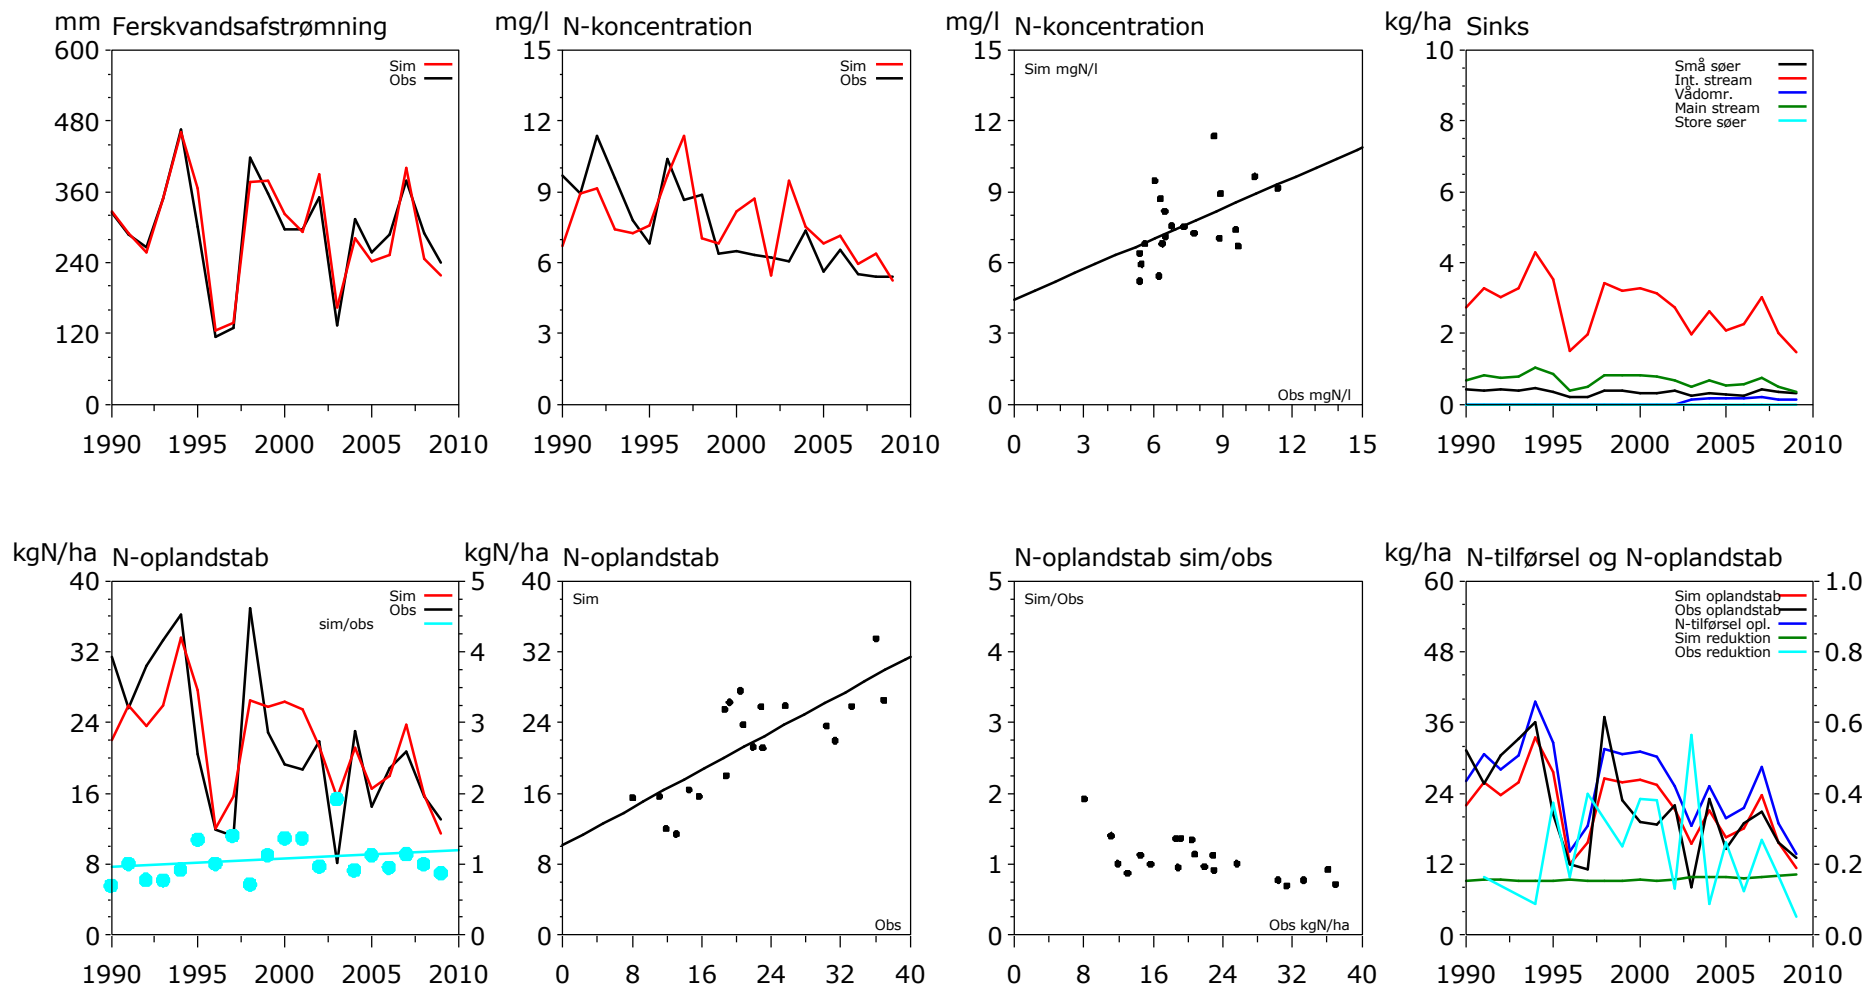 mm Ferskvandsafstrømning
600
480
360
240
120
0
Sim
Obs
1990 1995 2000 2005 2010
mg/l N-koncentration
15
12
9
6
3
0
Sim
Obs
1990 1995 2000 2005 2010
mg/l N-koncentration
15
12
9
6
3
0
Sim mgN/l
Obs mgN/l
0 3 6 9 12 15
kg/ha Sinks
10
8
6
4
2
0
Små søer
Int. stream
Vådomr.
Main stream
Store søer
1990 1995 2000 2005 2010
kgN/ha N-oplandstab
40
32
24
16
8
0
Sim
Obs
sim/obs
5
4
3
2
1
0
1990 1995 2000 2005 2010
kgN/ha N-oplandstab
40
32
24
16
8
0
Sim
Obs
0 8 16 24 32 40
N-oplandstab sim/obs
5
4
3
2
1
0
Sim/Obs
Obs kgN/ha
0 8 16 24 32 40
kg/ha N-tilførsel og N-oplandstab
60
48
36
24
12
0
Sim oplandstab
Obs oplandstab
N-tilførsel opl.
Sim reduktion
Obs reduktion
1.0
0.8
0.6
0.4
0.2
0.0
1990 1995 2000 2005 2010